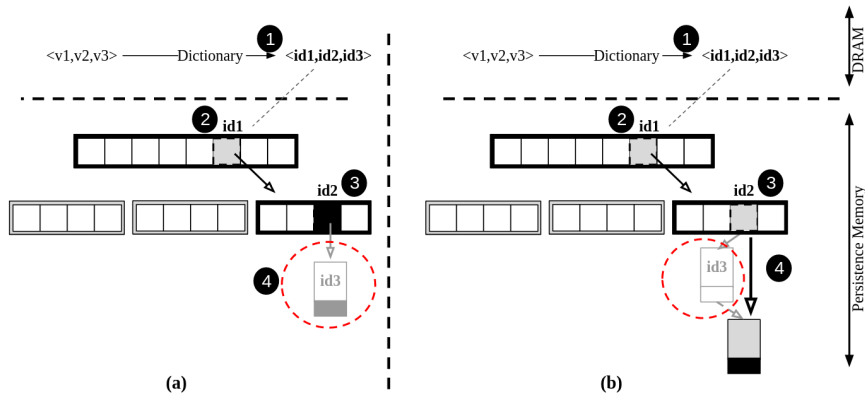 1
1
<v1,v2,v3> Dictionary <id1,id2,id3>
<v1,v2,v3> Dictionary <id1,id2,id3>
DRAM
2
id1
2
id1
id2
3
id2
3
4
id3
id3
4
Persistence Memory
(a)
(b)